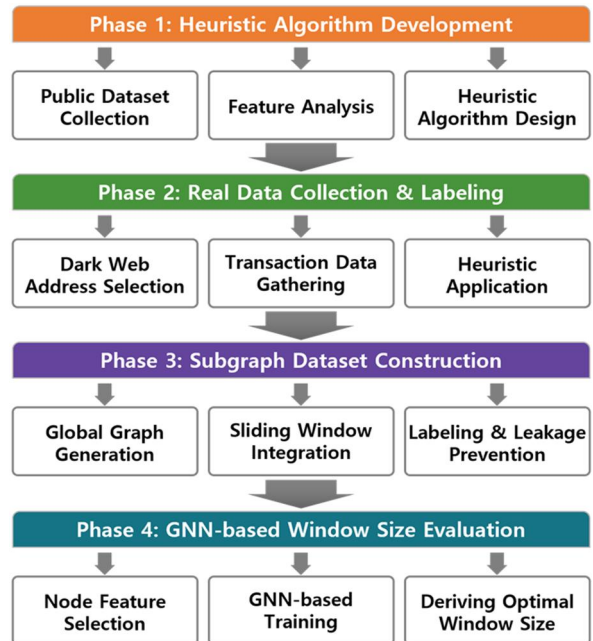 Phase 1: Heuristic Algorithm Development
Public Dataset
Collection
Feature Analysis
Heuristic
Algorithm Design
Phase 2: Real Data Collection & Labeling
Dark Web
Address Selection
Transaction Data
Gathering
Heuristic
Application
Phase 3: Subgraph Dataset Construction
Global Graph
Generation
Sliding Window
Integration
Labeling & Leakage
Prevention
Phase 4: GNN-based Window Size Evaluation
Node Feature
Selection
GNN-based
Training
Deriving Optimal
Window Size